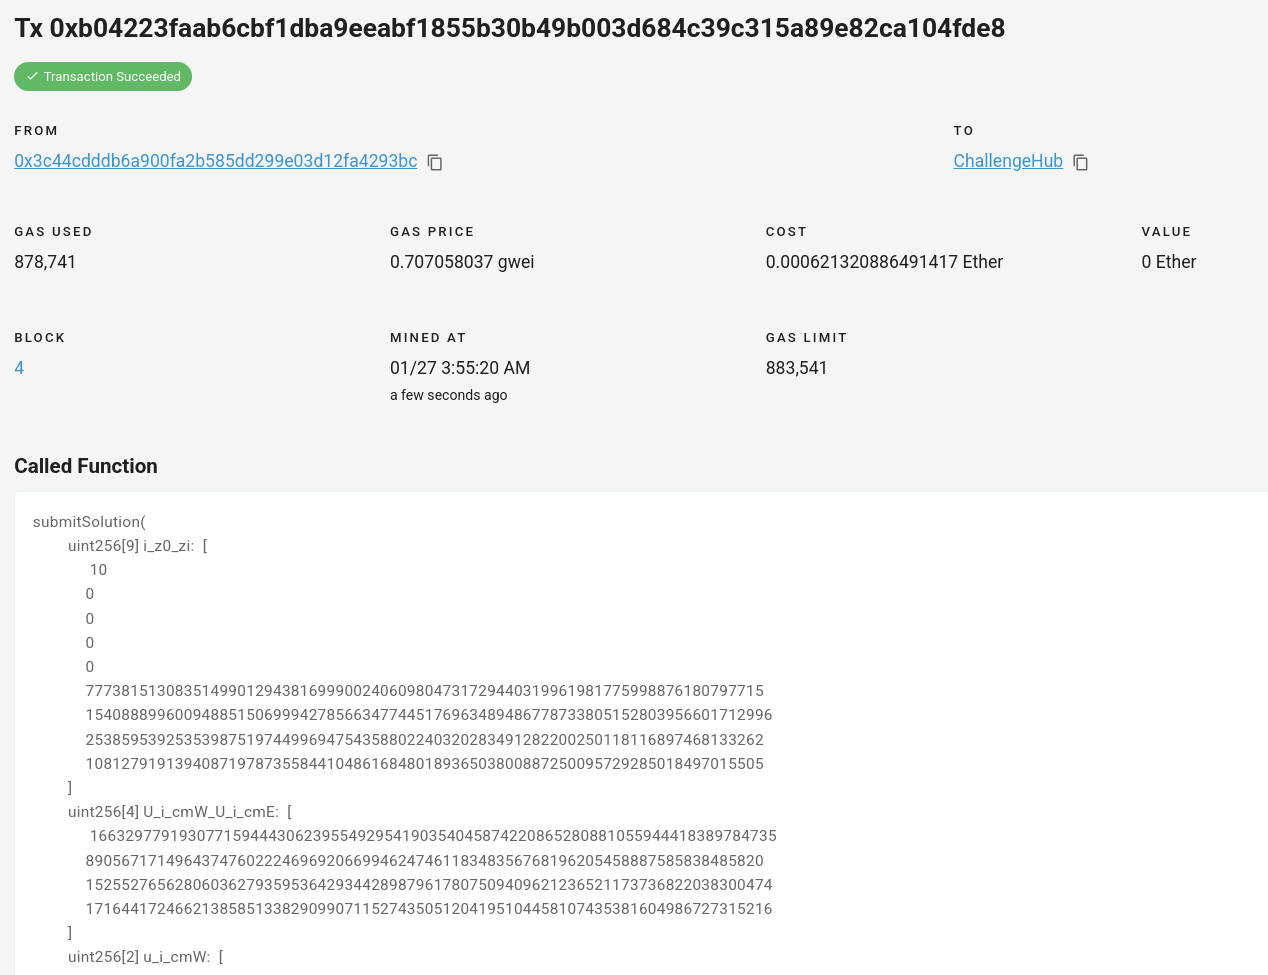 Tx 0xb04223faab6cbf1dba9eeabf1855b30b49b003d684c39c315a89e82ca104fde8
Transaction Succeeded
FROM TO
0x3c44cdddb6a900fa2b585dd299e03d12fa4293bc ChallengeHub
GAS USED GAS PRICE COST VALUE
878,741 0.707058037 gwei 0.000621320886491417 Ether 0 Ether
BLOCK MINED AT GAS LIMIT
4 01/27 3:55:20 AM 883,541
a few seconds ago
Called Function
submitSolution(
uint256[9] i_z0_zi: [
10
0
0
0
0
7773815130835149901294381699900240609804731729440319961981775998876180797715
15408889960094885150699942785663477445176963489486778733805152803956601712996
2538595392535398751974499694754358802240320283491282200250118116897468133262
1081279191394087197873558441048616848018936503800887250095729285018497015505
]
uint256[4] U_i_cmW_U_i_cmE: [
16632977919307715944430623955492954190354045874220865280881055944418389784735
8905671714964374760222469692066994624746118348356768196205458887585838485820
15255276562806036279359536429344289879617807509409621236521173736822038300474
17164417246621385851338290990711527435051204195104458107435381604986727315216
]
uint256[2] u_i_cmW: [